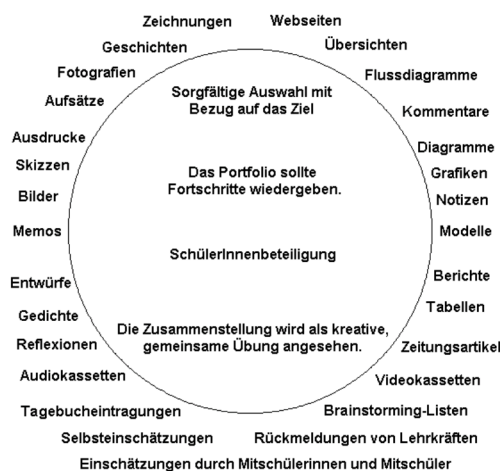 Zeichnungen
Webseiten
Geschichten
Übersichten
Fotografien
Flussdiagramme
Aufsätze
Sorgfältige Auswahl mit
Bezug auf das Ziel
Kommentare
Ausdrucke
Diagramme
Skizzen
Das Portfolio sollte
Fortschritte wiedergeben.
Grafiken
Bilder
Notizen
Memos
Modelle
SchülerInnenbeteiligung
Entwürfe
Berichte
Gedichte
Tabellen
Die Zusammenstellung wird als kreative,
gemeinsame Übung angesehen.
Reflexionen
Zeitungsartikel
Audiokassetten
Videokassetten
Tagebucheintragungen
Brainstorming-Listen
Selbsteinschätzungen
Rückmeldungen von Lehrkräften
Einschätzungen durch Mitschülerinnen und Mitschüler